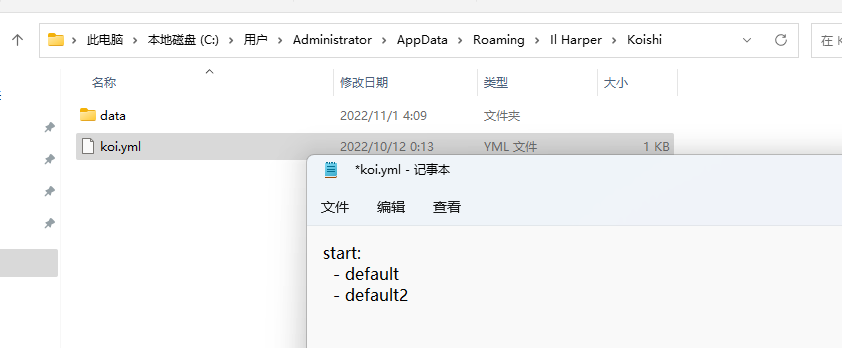 此电脑 > 本地磁盘 (C:) > 用户 > Administrator > AppData > Roaming > Il Harper > Koishi
在 K
名称 修改日期 类型 大小
data 2022/11/1 4:09 文件夹
koi.yml 2022/10/12 0:13 YML 文件 1 KB
*koi.yml - 记事本
文件 编辑 查看
start:
- default
- default2